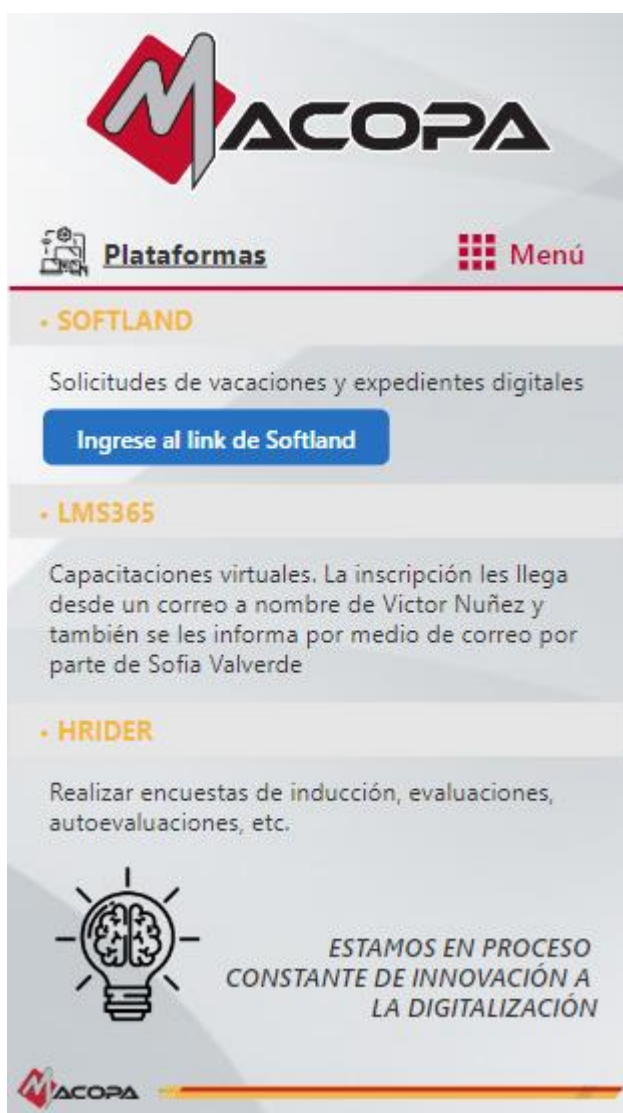 MACOPA
Plataformas
Menú
• SOFTLAND
Solicitudes de vacaciones y expedientes digitales
Ingrese al link de Softland
• LMS365
Capacitaciones virtuales. La inscripción les llega
desde un correo a nombre de Victor Nuñez y
también se les informa por medio de correo por
parte de Sofia Valverde
• HRIDER
Realizar encuestas de inducción, evaluaciones,
autoevaluaciones, etc.
ESTAMOS EN PROCESO
CONSTANTE DE INNOVACIÓN A
LA DIGITALIZACIÓN
MACOPA